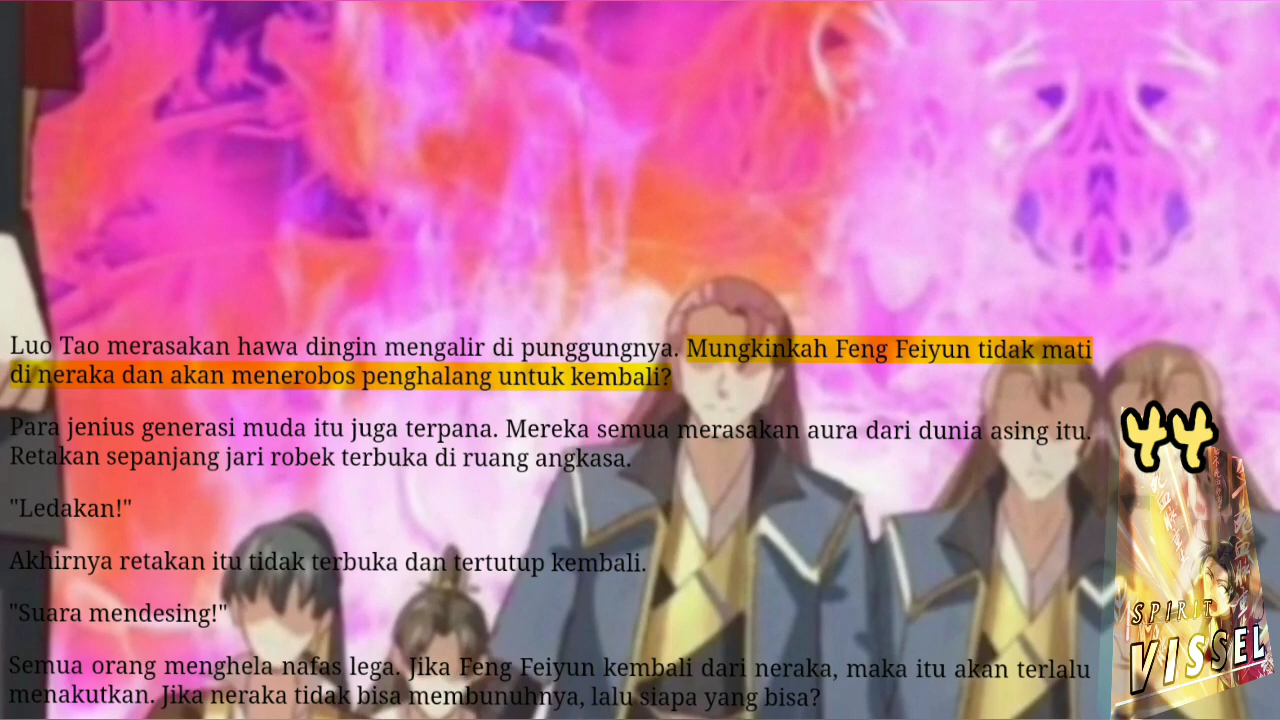 Luo Tao merasakan hawa dingin mengalir di punggungnya. Mungkinkah Feng Feiyun tidak mati
di neraka dan akan menerobos penghalang untuk kembali?
Para jenius generasi muda itu juga terpana. Mereka semua merasakan aura dari dunia asing itu.
Retakan sepanjang jari robek terbuka di ruang angkasa.
"Ledakan!"
Akhirnya retakan itu tidak terbuka dan tertutup kembali.
"Suara mendesing!"
Semua orang menghela nafas lega. Jika Feng Feiyun kembali dari neraka, maka itu akan terlalu
menakutkan. Jika neraka tidak bisa membunuhnya, lalu siapa yang bisa?
44
SPIRIT
VISSEL